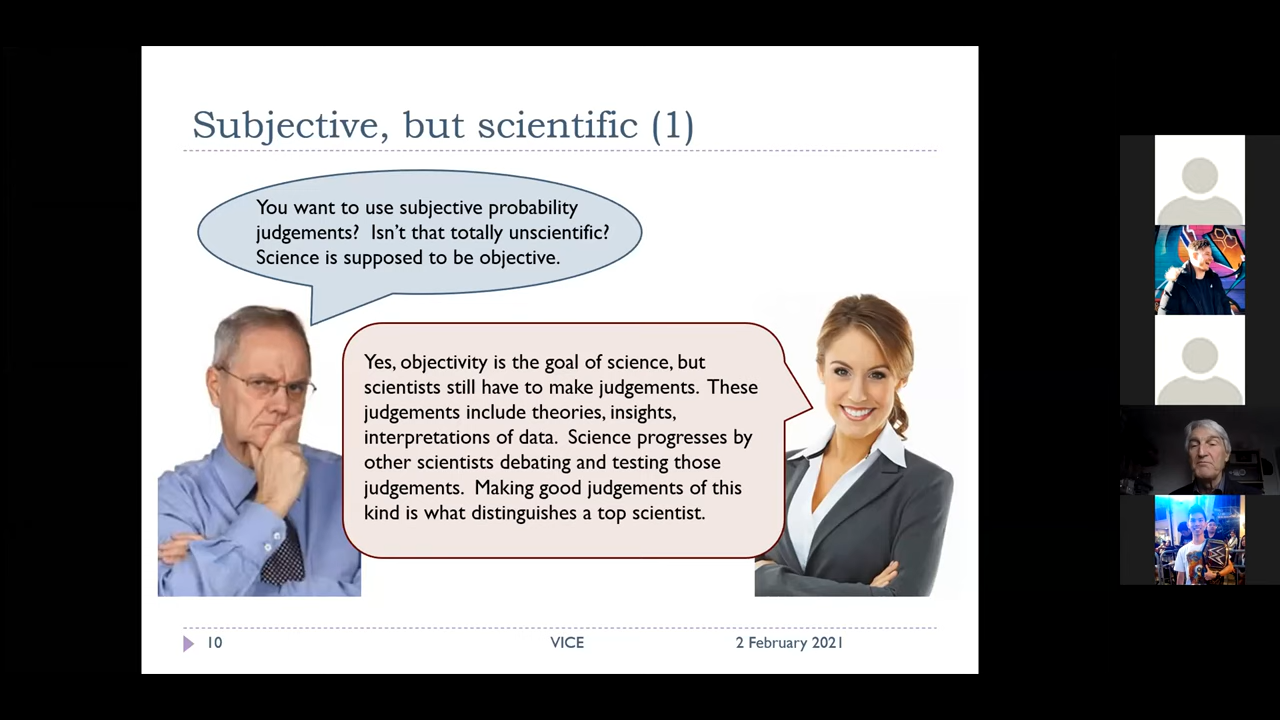 Subjective, but scientific (1)
You want to use subjective probability
judgements? Isn't that totally unscientific?
Science is supposed to be objective.
Yes, objectivity is the goal of science, but
scientists still have to make judgements. These
judgements include theories, insights,
interpretations of data. Science progresses by
other scientists debating and testing those
judgements. Making good judgements of this
kind is what distinguishes a top scientist.
10
VICE
2 February 2021